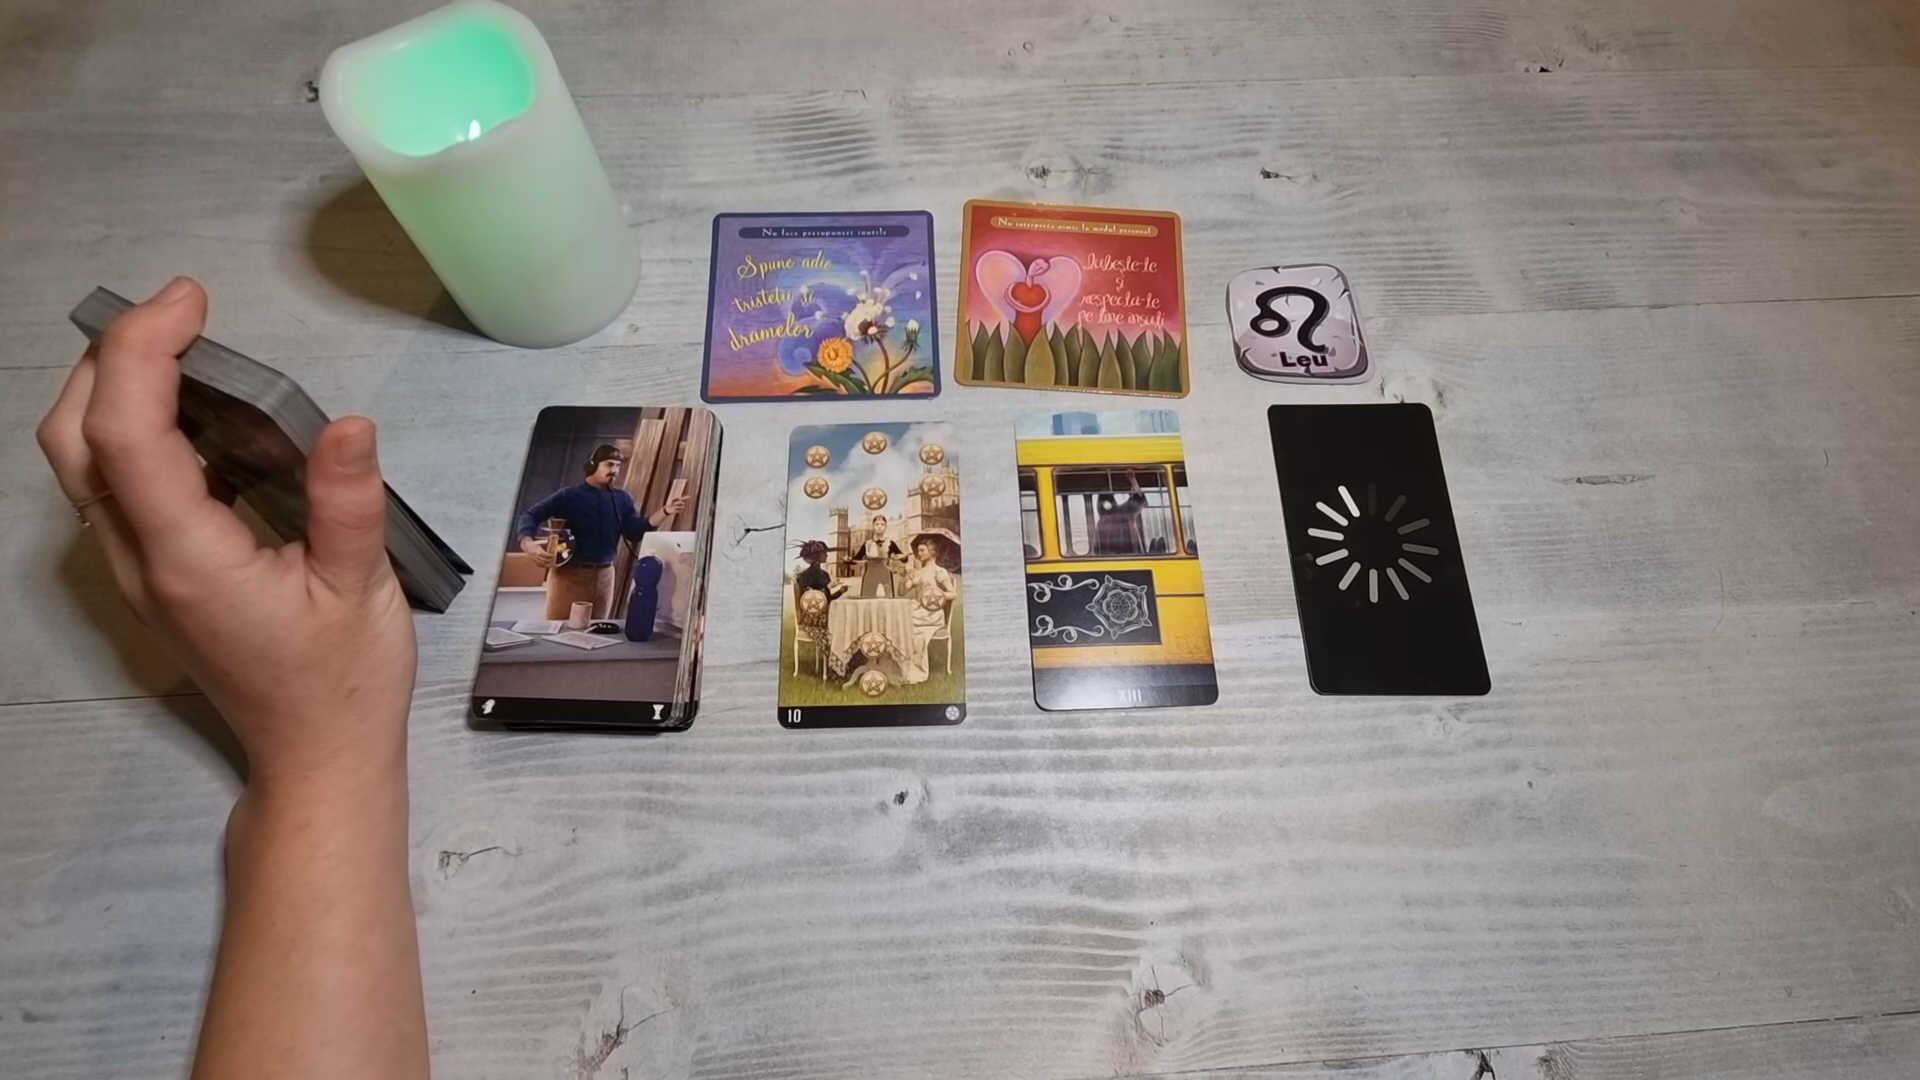 Nu face presupuneri inutile
Spune adio
tristeții și
dramelor
Nu interpreta nimic în modul personal
Iubește-te
și
respectă-te
pe tine însuți
Leu
10
XIII